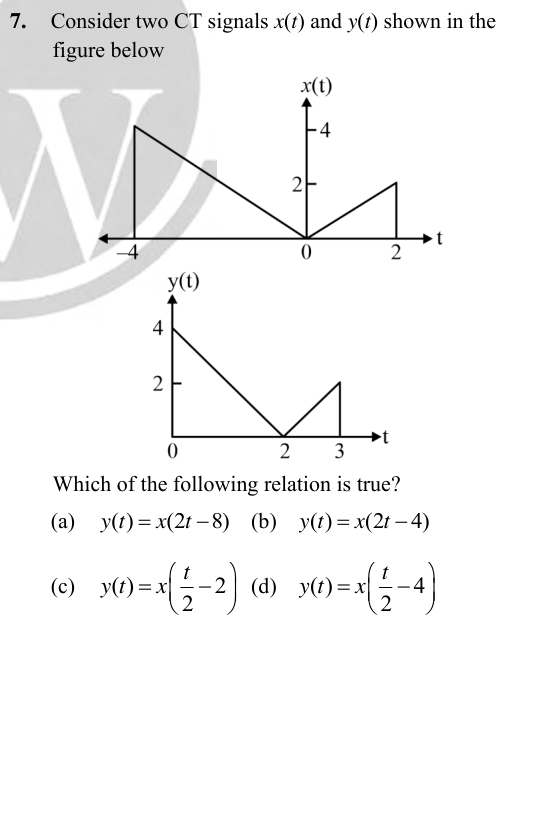 7. Consider two CT signals x(t) and y(t) shown in the
figure below
x(t)
4
2
t
–4 0 2
y(t)
4
2
t
0 2 3
Which of the following relation is true?
(a) y(t) = x(2t – 8) (b) y(t) = x(2t – 4)
(c) y(t) = x(t/2 – 2) (d) y(t) = x(t/2 – 4)
W